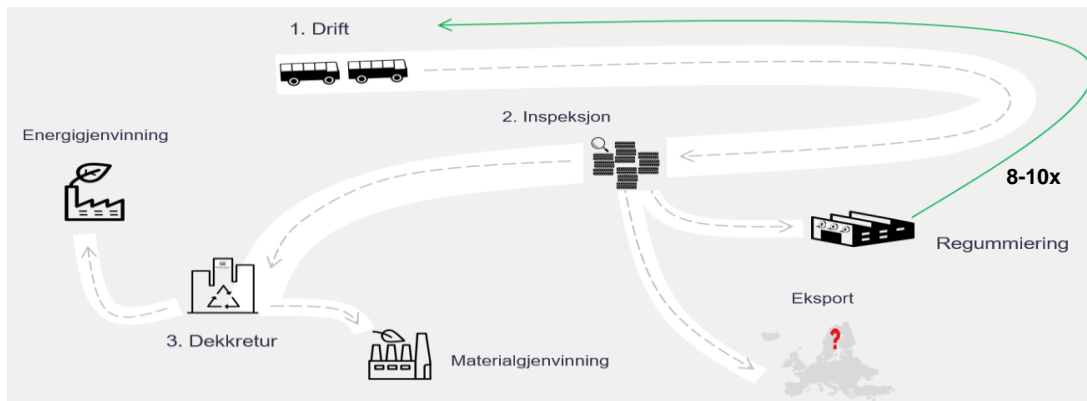 1. Drift
2. Inspeksjon
Energigjenvinning
8-10x
Regummiering
Eksport
?
3. Dekkretur
Materialgjenvinning